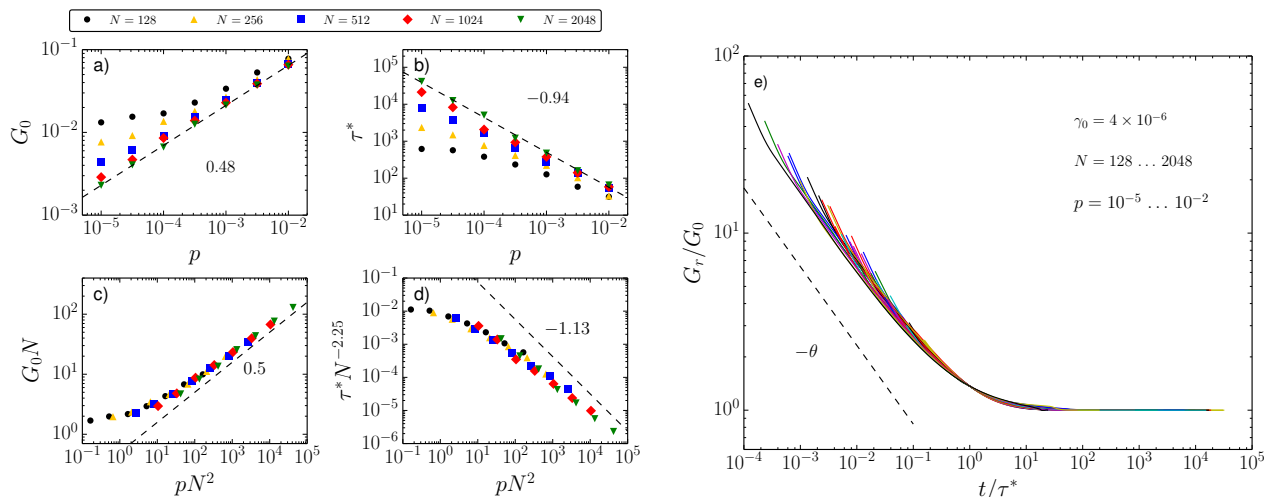 N = 128 N = 256 N = 512 N = 1024 N = 2048
a)
10^{-1}
10^{-2}
10^{-3}
G_0
0.48
10^{-5} 10^{-4} 10^{-3} 10^{-2}
p
b)
10^5
10^4
10^3
10^2
10^1
τ^*
−0.94
10^{-5} 10^{-4} 10^{-3} 10^{-2}
p
c)
10^2
10^1
10^0
G_0N
0.5
10^{-1} 10^0 10^1 10^2 10^3 10^4 10^5
pN^2
d)
10^{-1}
10^{-2}
10^{-3}
10^{-4}
10^{-5}
10^{-6}
τ^*N^{-2.25}
−1.13
10^{-1} 10^0 10^1 10^2 10^3 10^4 10^5
pN^2
e)
10^2
10^1
10^0
G_r/G_0
γ_0 = 4 × 10^{-6}
N = 128 … 2048
p = 10^{-5} … 10^{-2}
−θ
10^{-4} 10^{-3} 10^{-2} 10^{-1} 10^0 10^1 10^2 10^3 10^4 10^5
t/τ^*